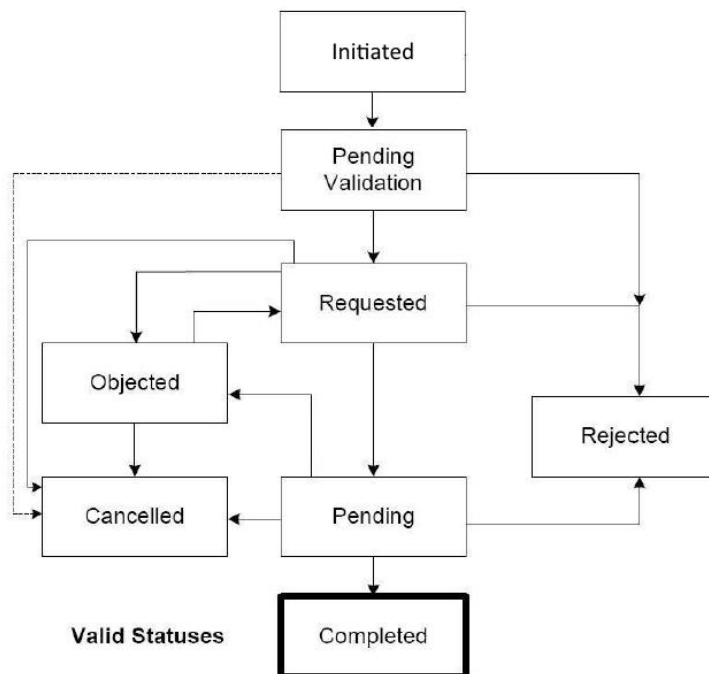 Initiated
Pending
Validation
Requested
Objected
Rejected
Cancelled
Pending
Valid Statuses
Completed